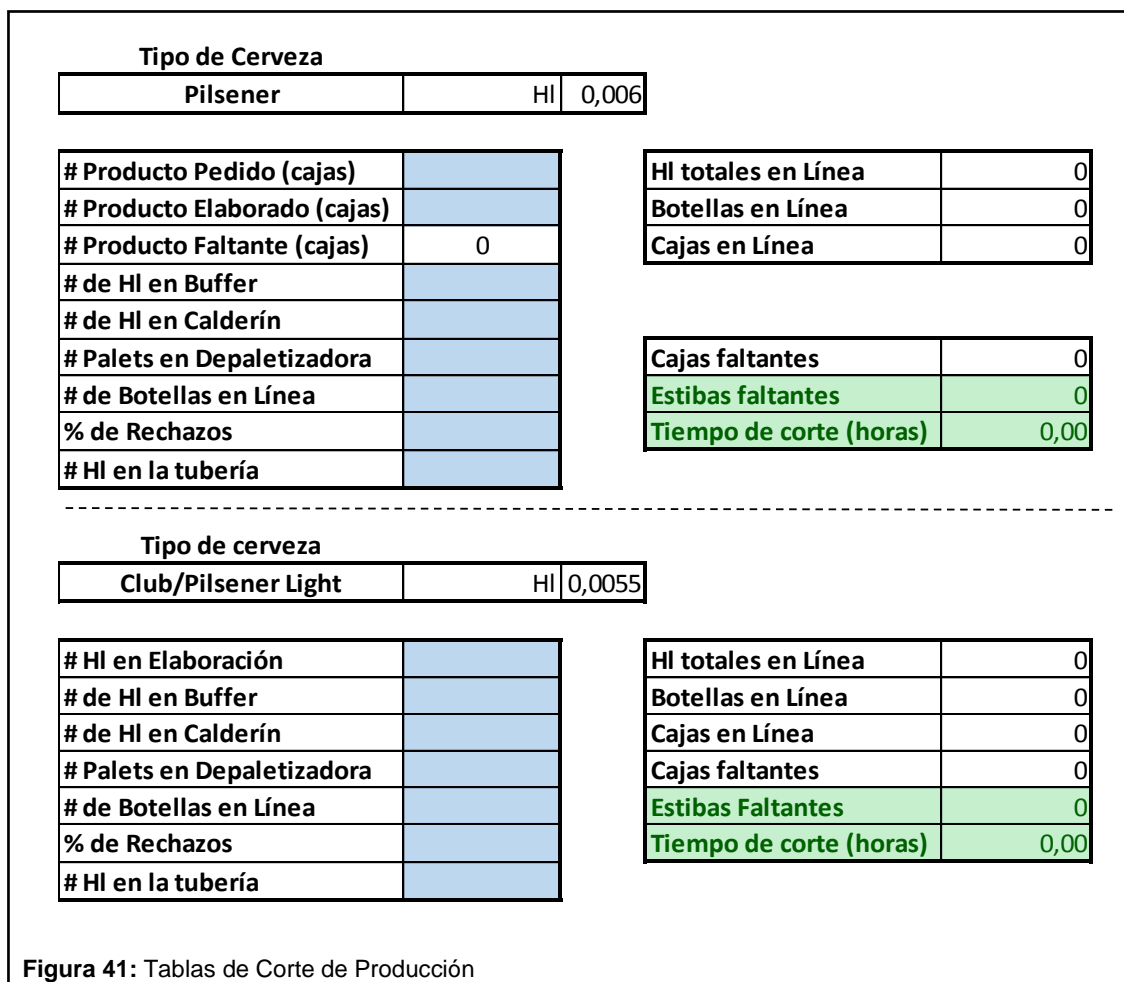 Tipo de Cerveza
Pilsener Hl 0,006
# Producto Pedido (cajas)
# Producto Elaborado (cajas)
# Producto Faltante (cajas) 0
# de Hl en Buffer
# de Hl en Calderín
# Palets en Depaletizadora
# de Botellas en Línea
% de Rechazos
# Hl en la tubería
Hl totales en Línea 0
Botellas en Línea 0
Cajas en Línea 0
Cajas faltantes 0
Estibas faltantes 0
Tiempo de corte (horas) 0,00
Tipo de cerveza
Club/Pilsener Light Hl 0,0055
# Hl en Elaboración
# de Hl en Buffer
# de Hl en Calderín
# Palets en Depaletizadora
# de Botellas en Línea
% de Rechazos
# Hl en la tubería
Hl totales en Línea 0
Botellas en Línea 0
Cajas en Línea 0
Cajas faltantes 0
Estibas Faltantes 0
Tiempo de corte (horas) 0,00
Figura 41: Tablas de Corte de Producción